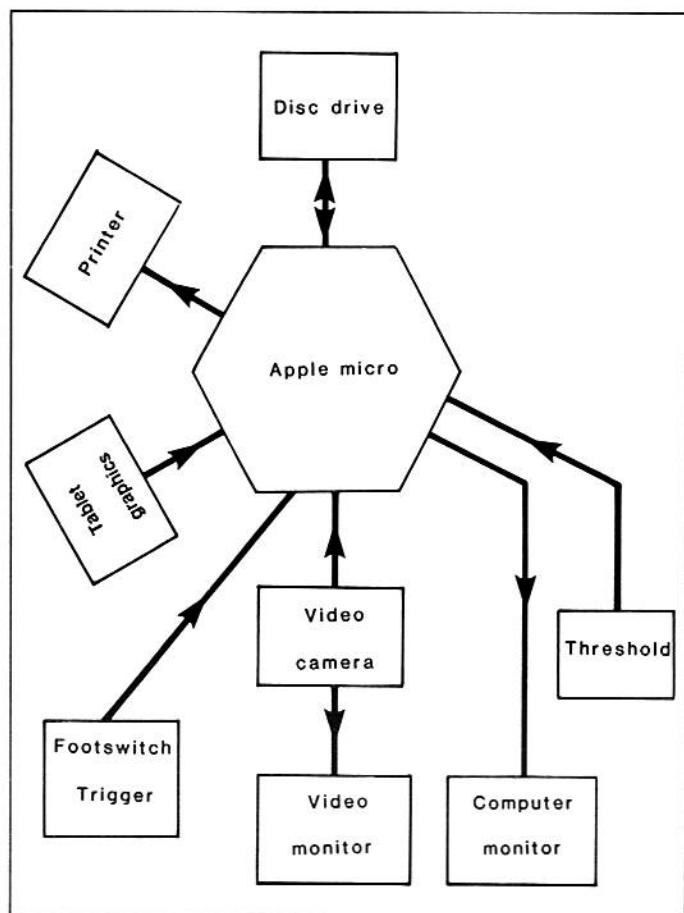 Disc drive
Printer
Apple micro
Tablet
graphics
Video
camera
Threshold
Footswitch
Trigger
Video
monitor
Computer
monitor